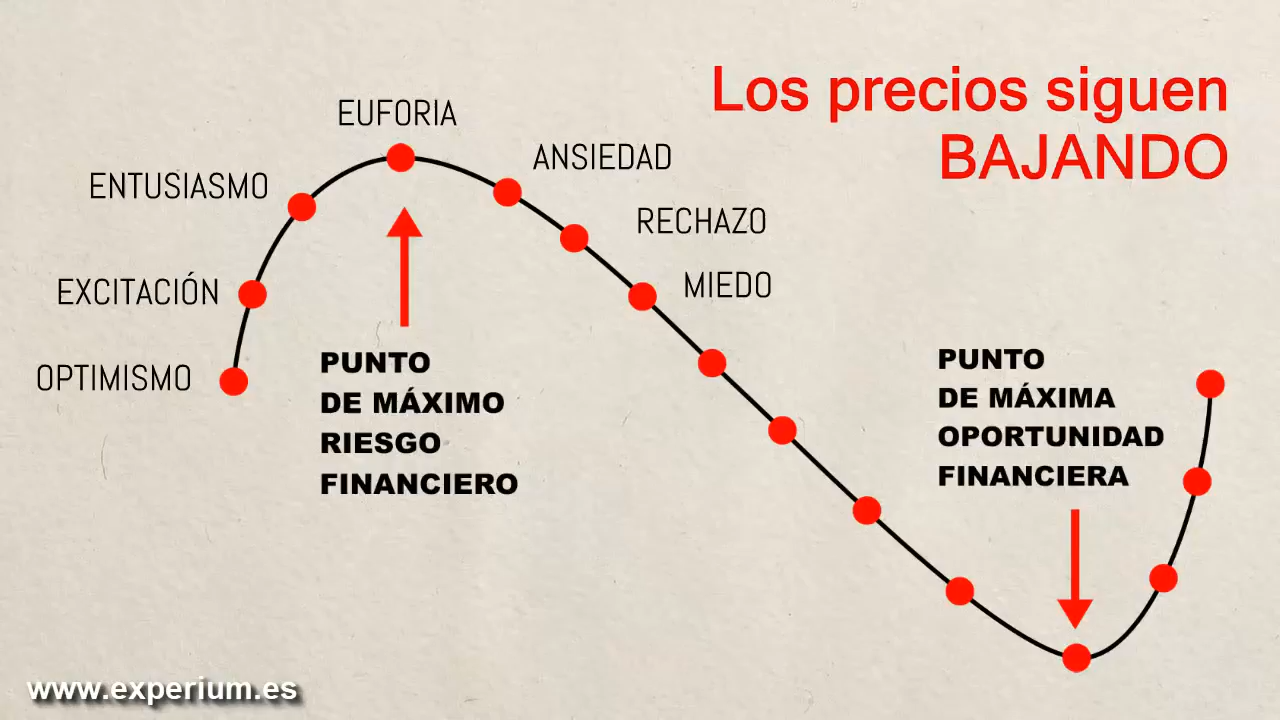 Los precios siguen
BAJANDO
EUFORIA
ANSIEDAD
ENTUSIASMO
RECHAZO
MIEDO
EXCITACIÓN
OPTIMISMO
PUNTO
DE MÁXIMO
RIESGO
FINANCIERO
PUNTO
DE MÁXIMA
OPORTUNIDAD
FINANCIERA
www.experium.es